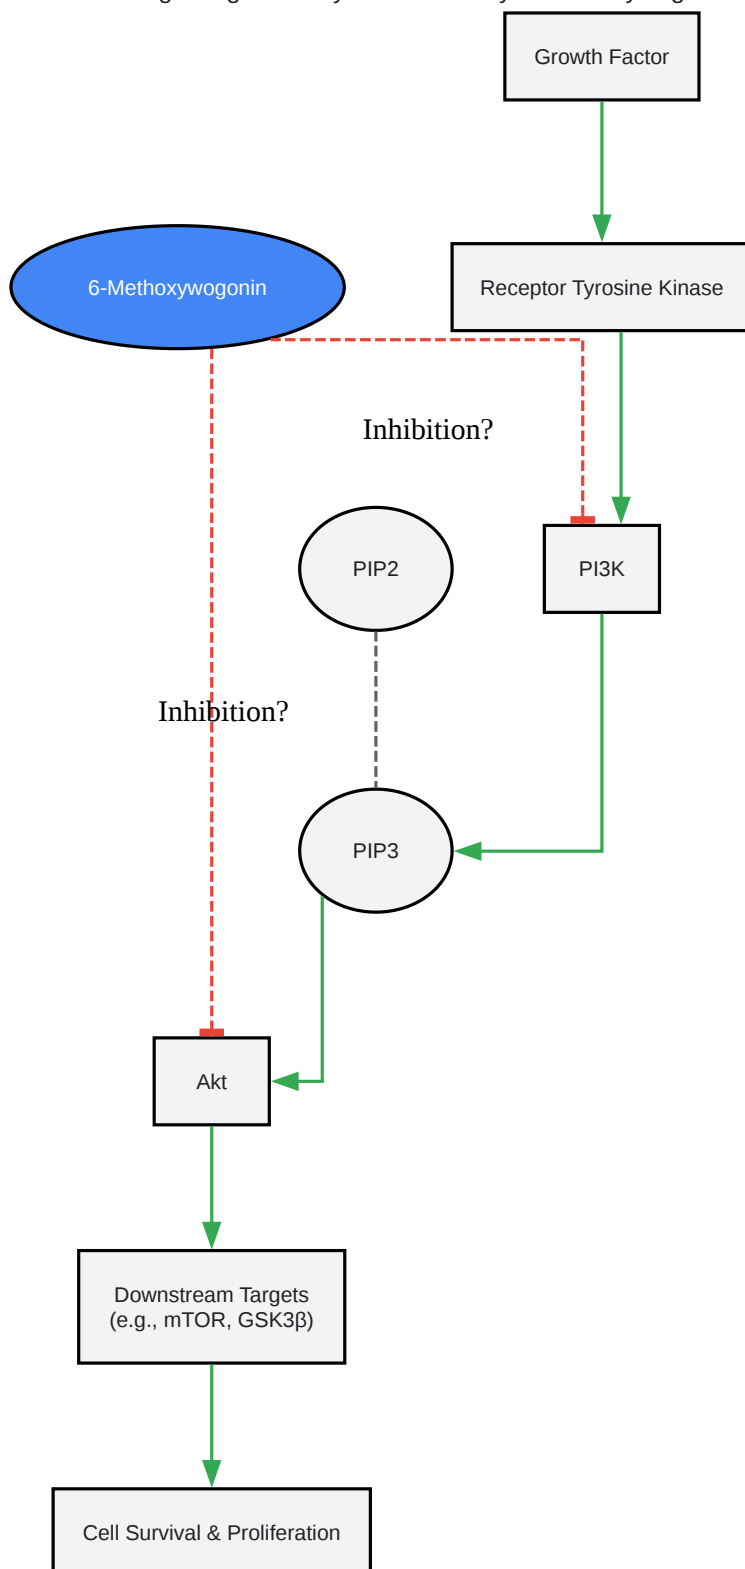 Growth Factor
6-Methoxywogonin
Receptor Tyrosine Kinase
Inhibition?
PIP2
PI3K
Inhibition?
PIP3
Akt
Downstream Targets
(e.g., mTOR, GSK3β)
Cell Survival & Proliferation